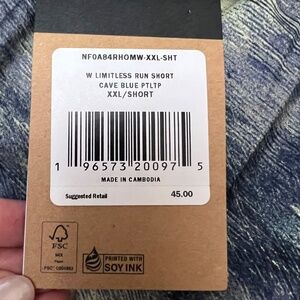 NF0A84RHOMW-XXL-SHT
W LIMITLESS RUN SHORT
CAVE BLUE PTLTP
XXL/SHORT
1 96573 20097 5
MADE IN CAMBODIA
Suggested Retail 45.00
FSC
MIX
Paper
PRINTED WITH
SOY INK